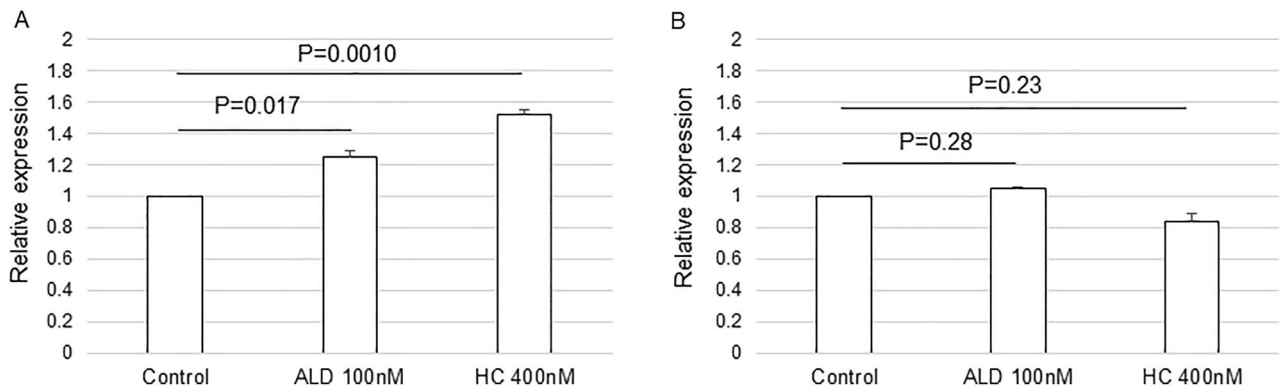 A
Relative expression
2
1.8
1.6
1.4
1.2
1
0.8
0.6
0.4
0.2
0
P=0.0010
P=0.017
Control
ALD 100nM
HC 400nM
B
Relative expression
2
1.8
1.6
1.4
1.2
1
0.8
0.6
0.4
0.2
0
P=0.23
P=0.28
Control
ALD 100nM
HC 400nM